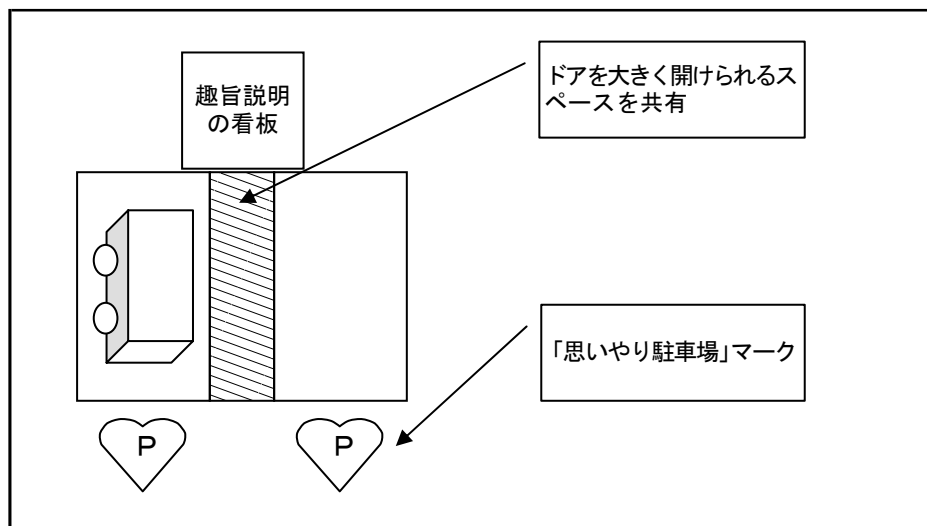 趣旨説明
の看板
ドアを大きく開けられるス
ペースを共有
「思いやり駐車場」マーク
P
P